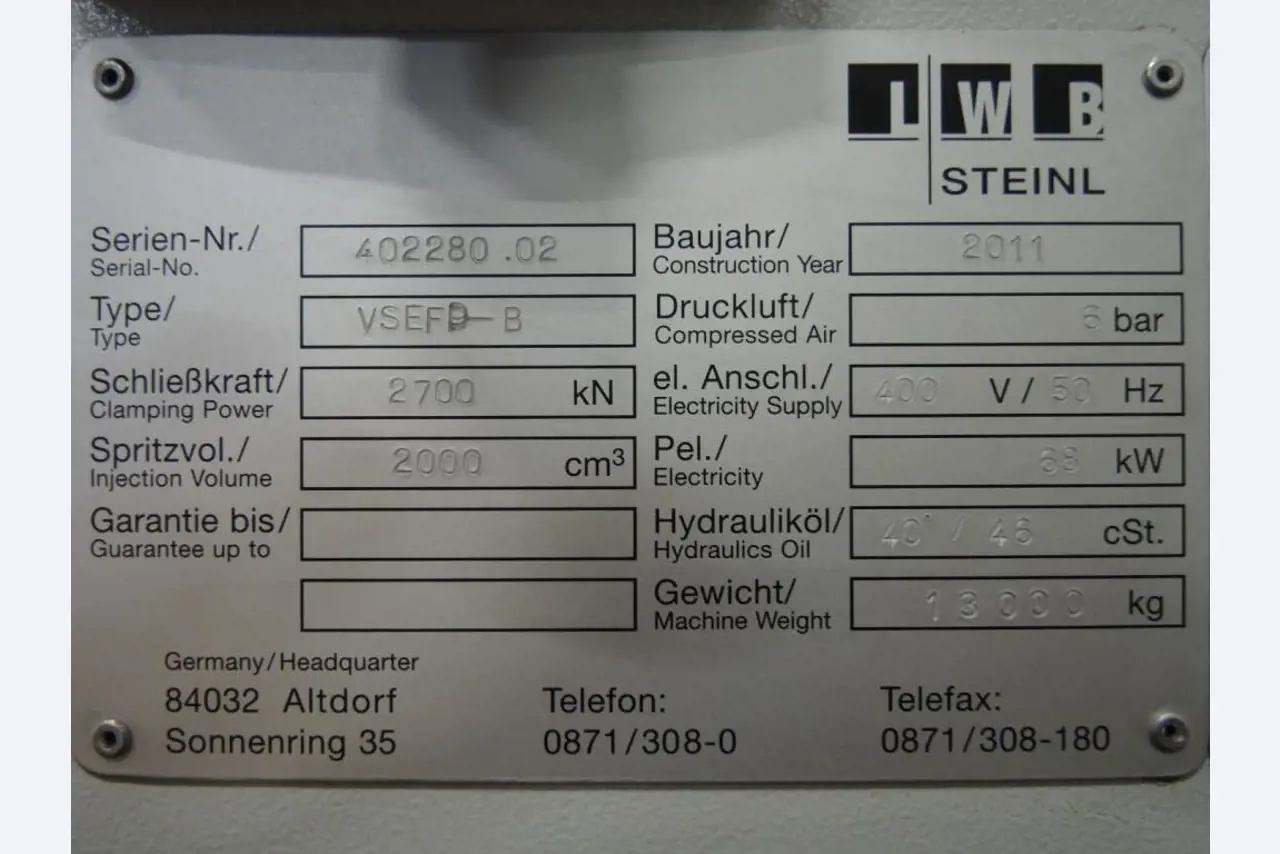 LWB
STEINL
Serien-Nr./
Serial-No.
402280.02
Baujahr/
Construction Year
2011
Type/
Type
VSEFD-B
Druckluft/
Compressed Air
6 bar
Schließkraft/
Clamping Power
2700 kN
el. Anschl./
Electricity Supply
400 V / 50 Hz
Spritzvol./
Injection Volume
2000 cm³
Pel./
Electricity
68 kW
Garantie bis/
Guarantee up to
Hydrauliköl/
Hydraulics Oil
40° / 46 cSt.
Gewicht/
Machine Weight
13000 kg
Germany/Headquarter
84032 Altdorf
Sonnenring 35
Telefon:
0871/308-0
Telefax:
0871/308-180